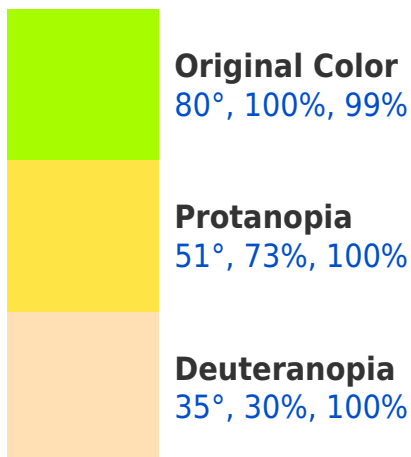 Original Color
80°, 100%, 99%
Protanopia
51°, 73%, 100%
Deuteranopia
35°, 30%, 100%